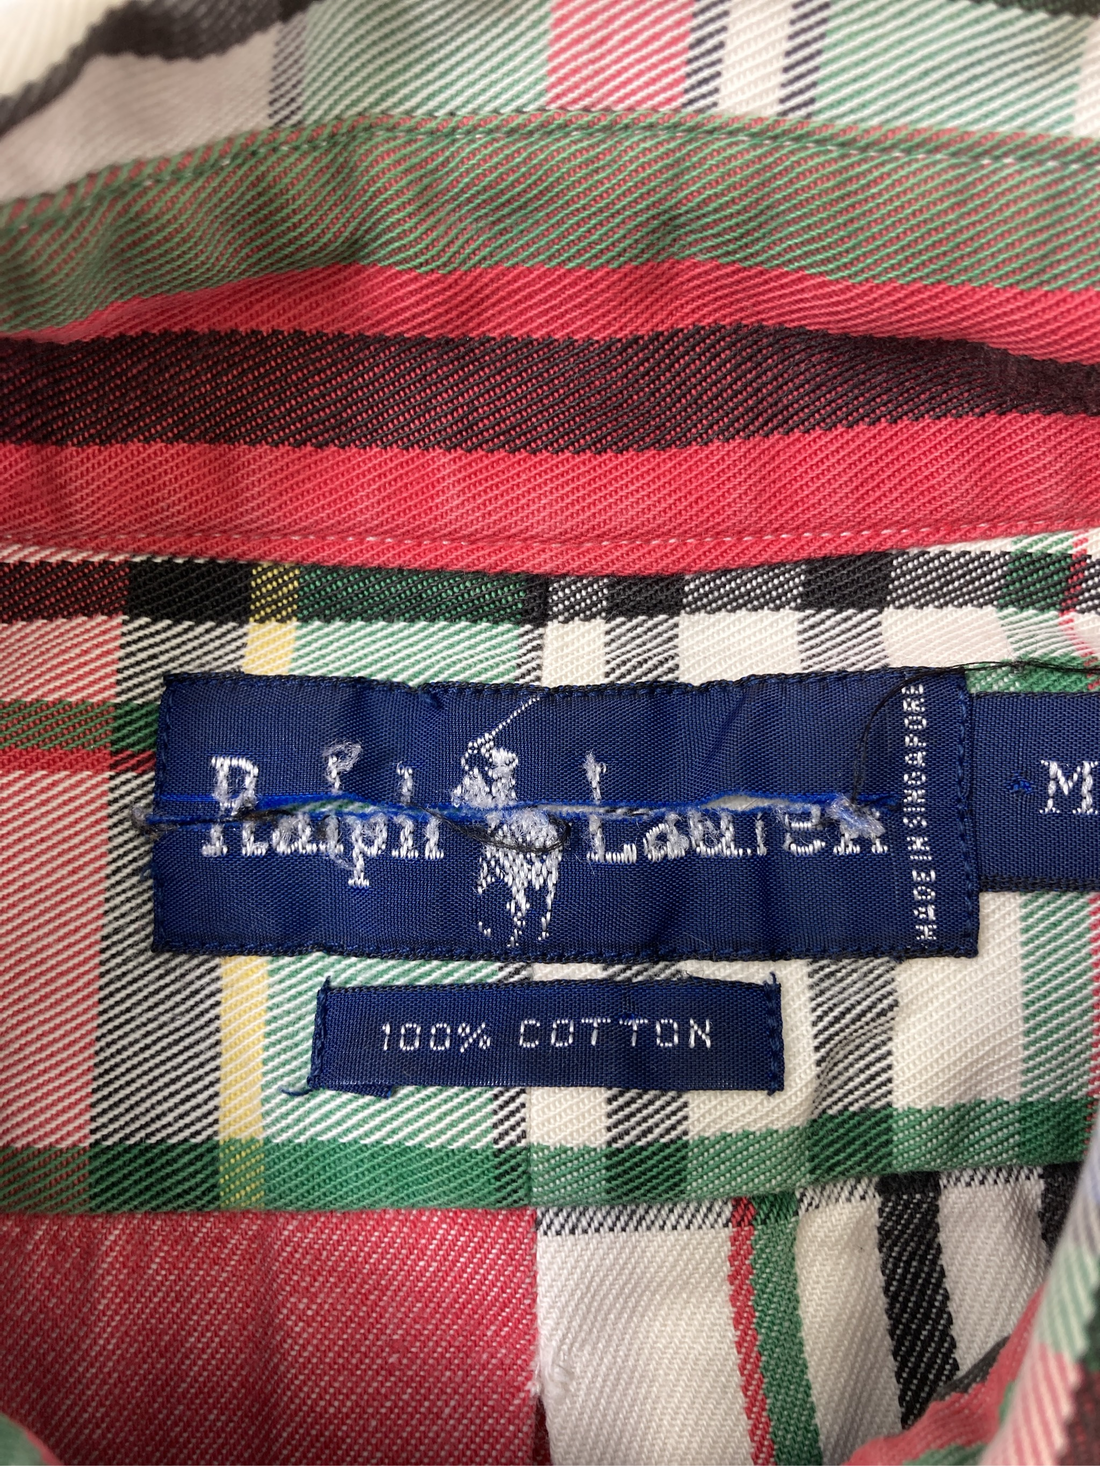 Ralph Lauren
MADE IN SINGAPORE
M
100% COTTON